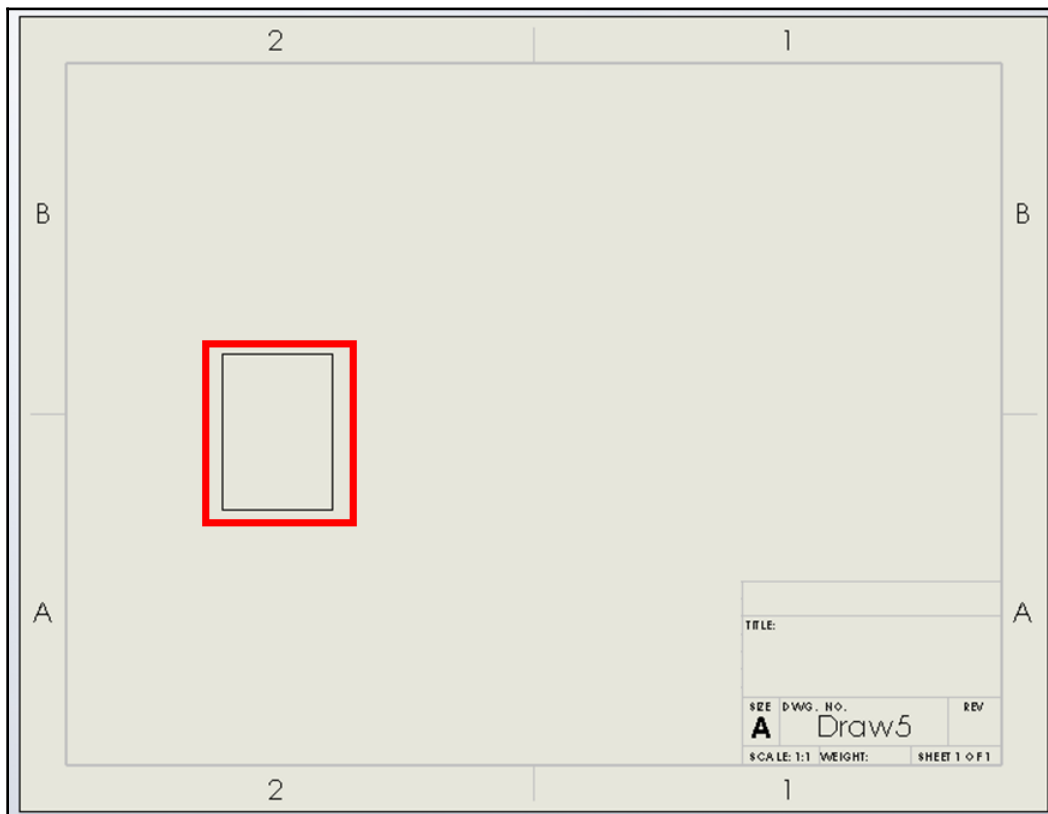 2 1
B B
A A
TITLE:
SIZE DWG. NO. REV
A Draw5
SCALE: 1:1 WEIGHT: SHEET 1 OF 1
2 1